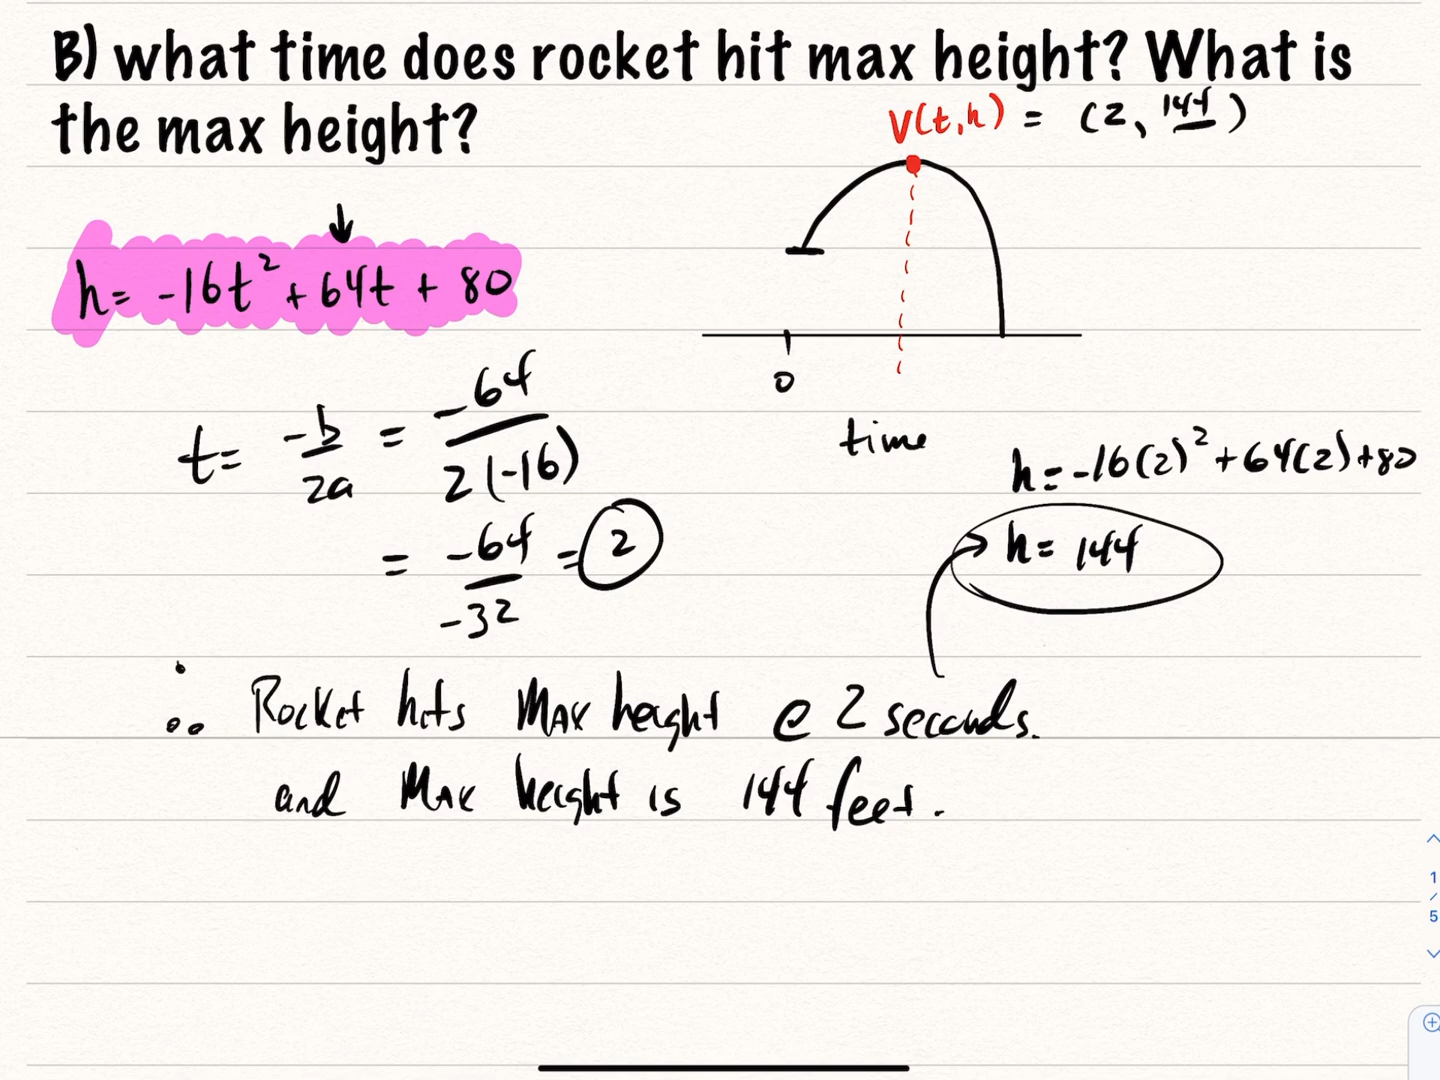 B) what time does rocket hit max height? What is
the max height?
V(t,h) = (2, 144)
h= -16t² + 64t + 80
0
time
t= -b/2a = -64/2(-16)
= -64/-32 = 2
h= -16(2)² + 64(2) + 80
h= 144
∴ Rocket hits Max height @ 2 seconds.
and Max height is 144 feet.
1
/
5